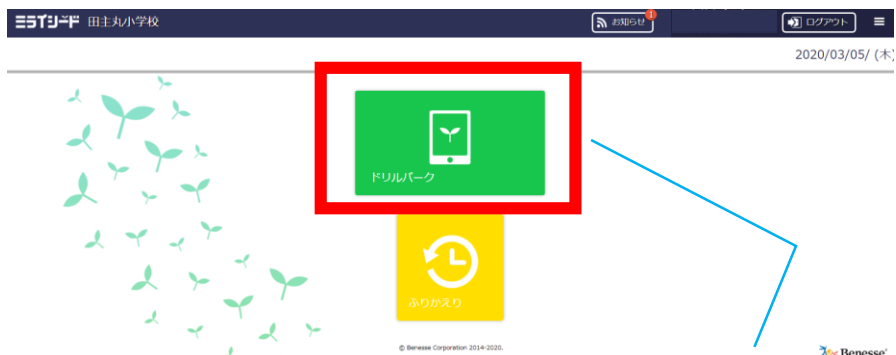 ミライシード 田主丸小学校
お知らせ 1
ログアウト
2020/03/05/ (木)
ドリルパーク
ふりかえり
© Benesse Corporation 2014-2020.
Benesse